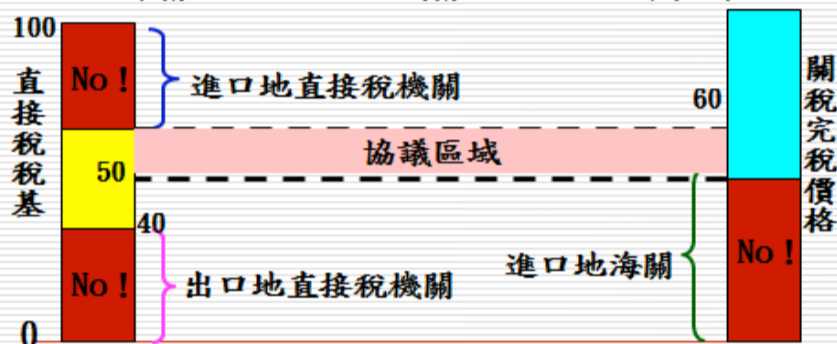 100
直接稅稅基
No！
進口地直接稅機關
60
關稅完稅價格
協議區域
50
40
進口地海關
No！
No！
出口地直接稅機關
0